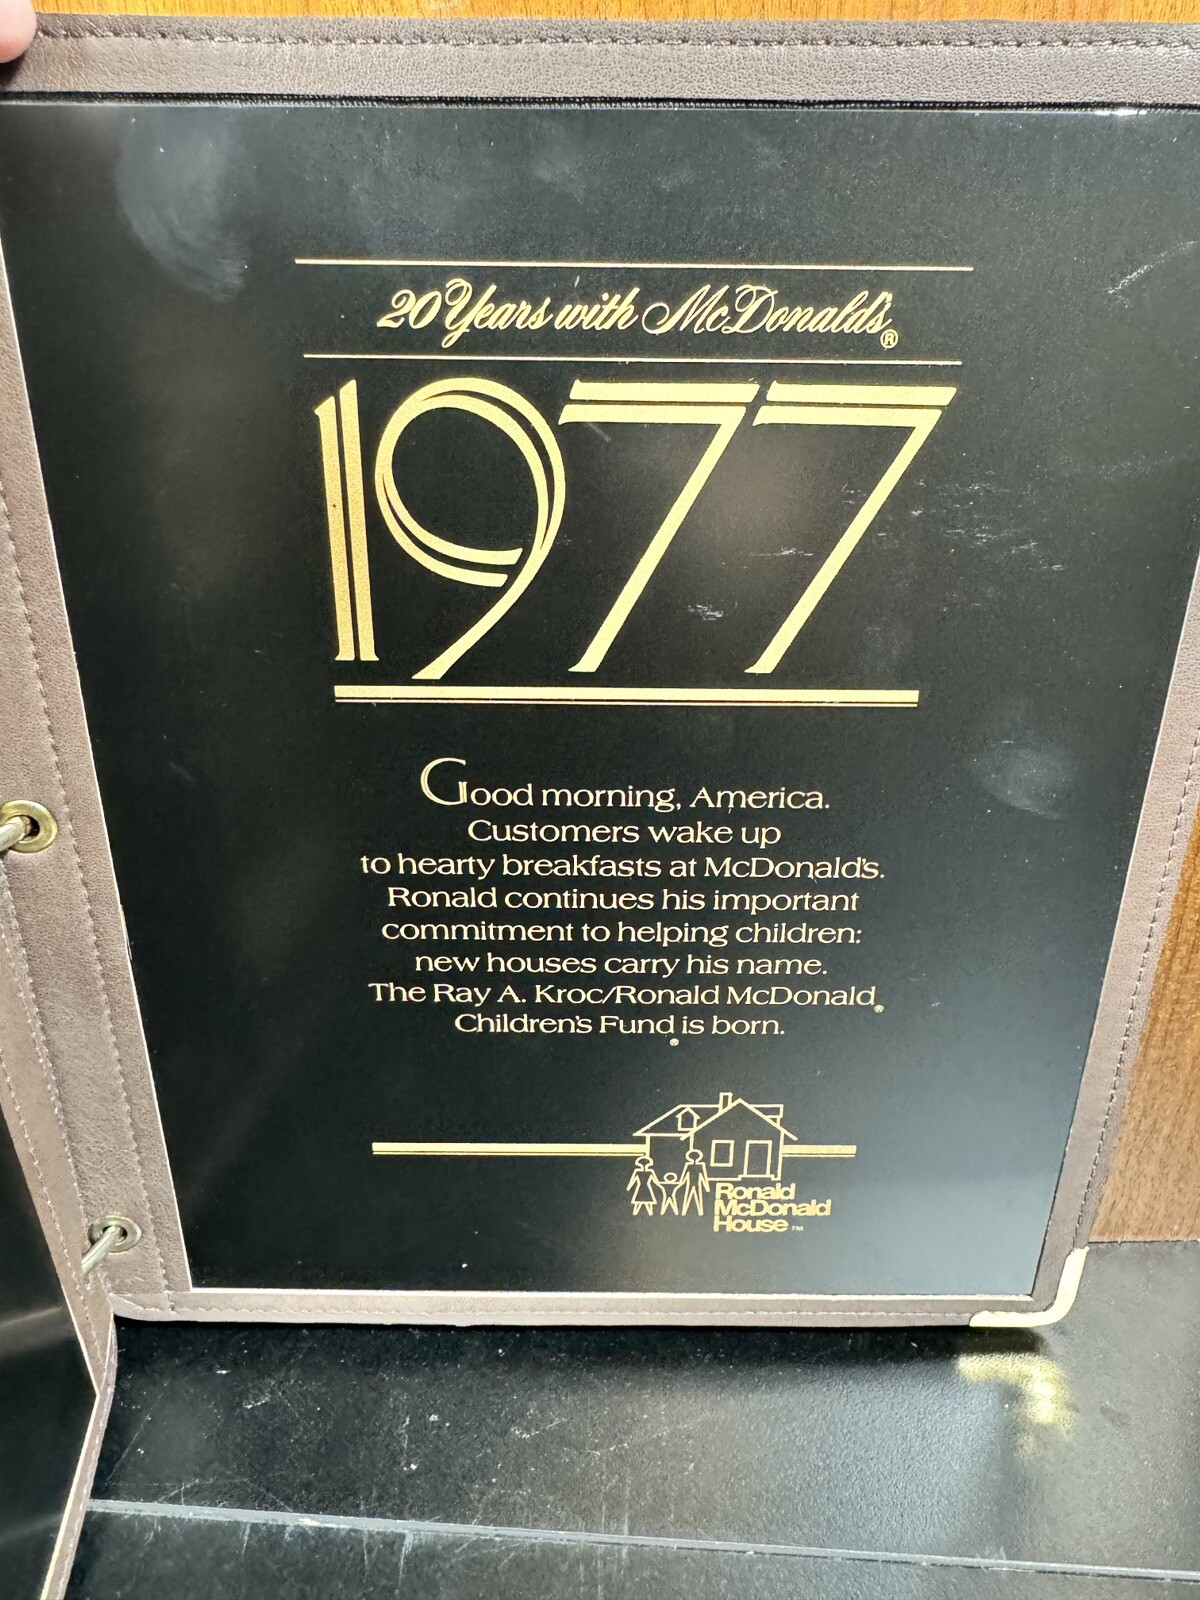 20 Years with McDonald's®
1977
Good morning, America.
Customers wake up
to hearty breakfasts at McDonald's.
Ronald continues his important
commitment to helping children:
new houses carry his name.
The Ray A. Kroc/Ronald McDonald®
Children's Fund® is born.
Ronald
McDonald
House ™